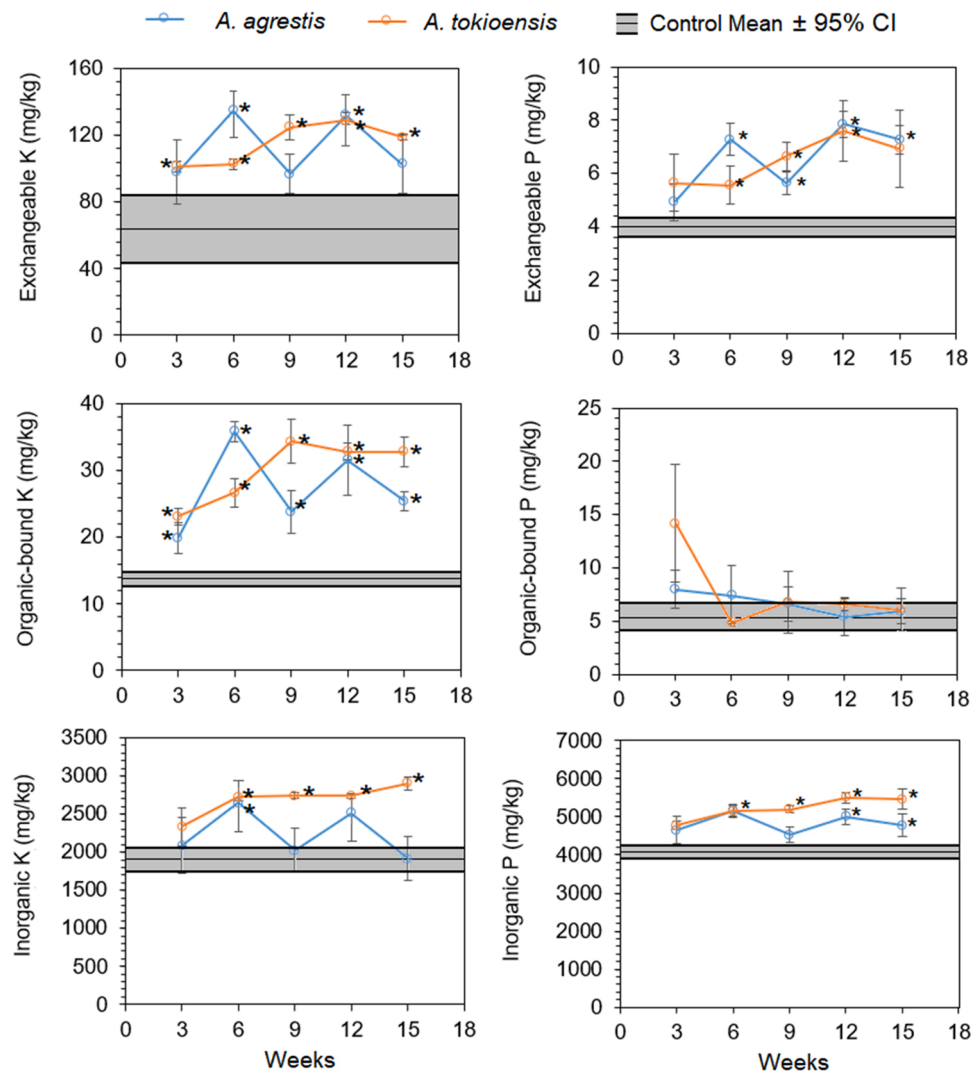 A. agrestis A. tokioensis Control Mean ± 95% CI
Exchangeable K (mg/kg)
160
120
80
40
0
0 3 6 9 12 15 18
* * * * * * *
Exchangeable P (mg/kg)
10
8
6
4
2
0
0 3 6 9 12 15 18
* * * * * * *
Organic-bound K (mg/kg)
40
30
20
10
0
0 3 6 9 12 15 18
* * * * * * * * * *
Organic-bound P (mg/kg)
25
20
15
10
5
0
0 3 6 9 12 15 18
Inorganic K (mg/kg)
3500
3000
2500
2000
1500
1000
500
0
0 3 6 9 12 15 18
Weeks
* * * * *
Inorganic P (mg/kg)
7000
6000
5000
4000
3000
2000
1000
0
0 3 6 9 12 15 18
Weeks
* * * * * *